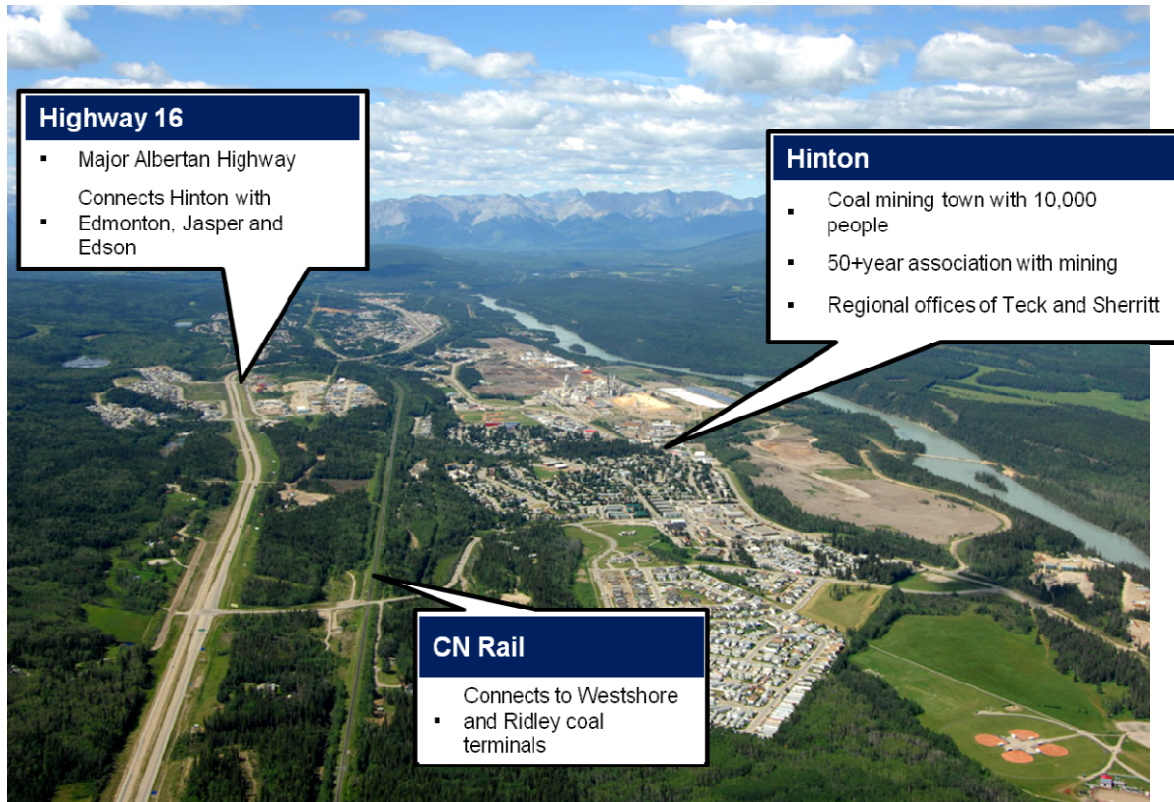 Highway 16
▪ Major Albertan Highway
Connects Hinton with
▪ Edmonton, Jasper and
Edson
Hinton
▪ Coal mining town with 10,000
people
▪ 50+year association with mining
▪ Regional offices of Teck and Sherritt
CN Rail
Connects to Westshore
▪ and Ridley coal
terminals